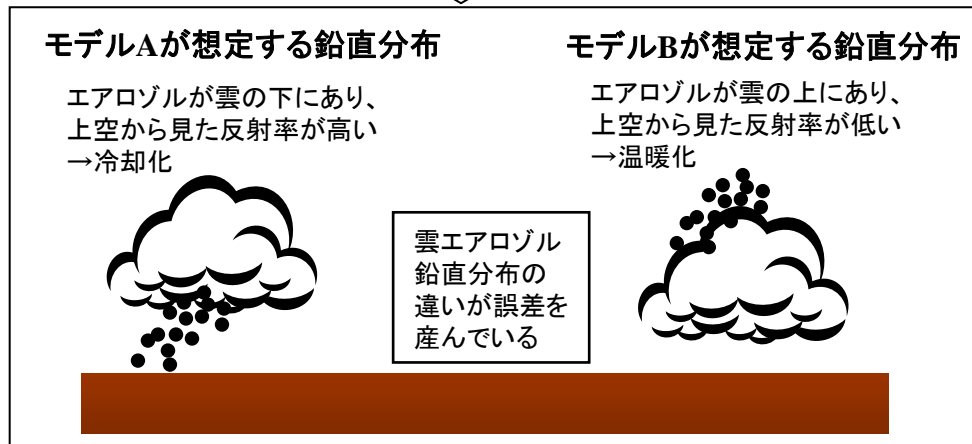 モデルAが想定する鉛直分布
エアロゾルが雲の下にあり、
上空から見た反射率が高い
→冷却化
モデルBが想定する鉛直分布
エアロゾルが雲の上にあり、
上空から見た反射率が低い
→温暖化
雲エアロゾル
鉛直分布の
違いが誤差を
産んでいる